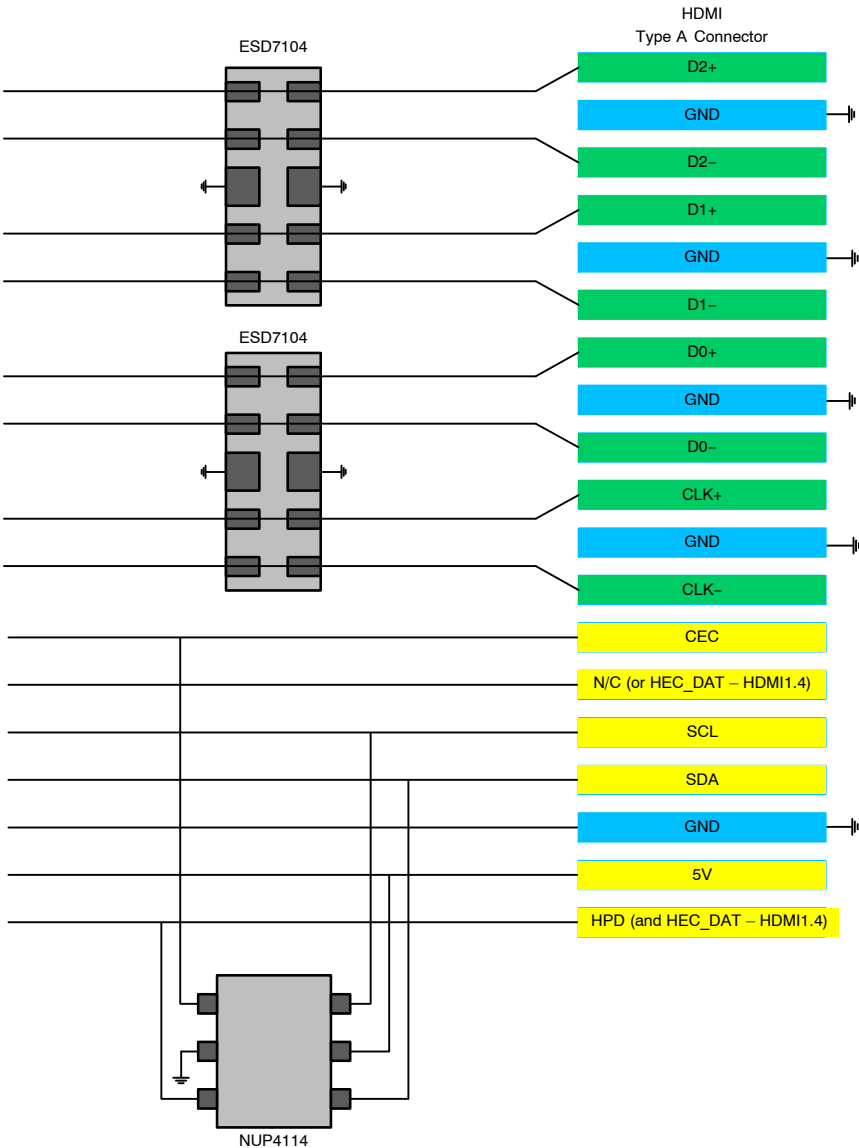 HDMI
Type A Connector
ESD7104
D2+
GND
D2−
D1+
GND
D1−
ESD7104
D0+
GND
D0−
CLK+
GND
CLK−
CEC
N/C (or HEC_DAT – HDMI1.4)
SCL
SDA
GND
5V
HPD (and HEC_DAT – HDMI1.4)
NUP4114